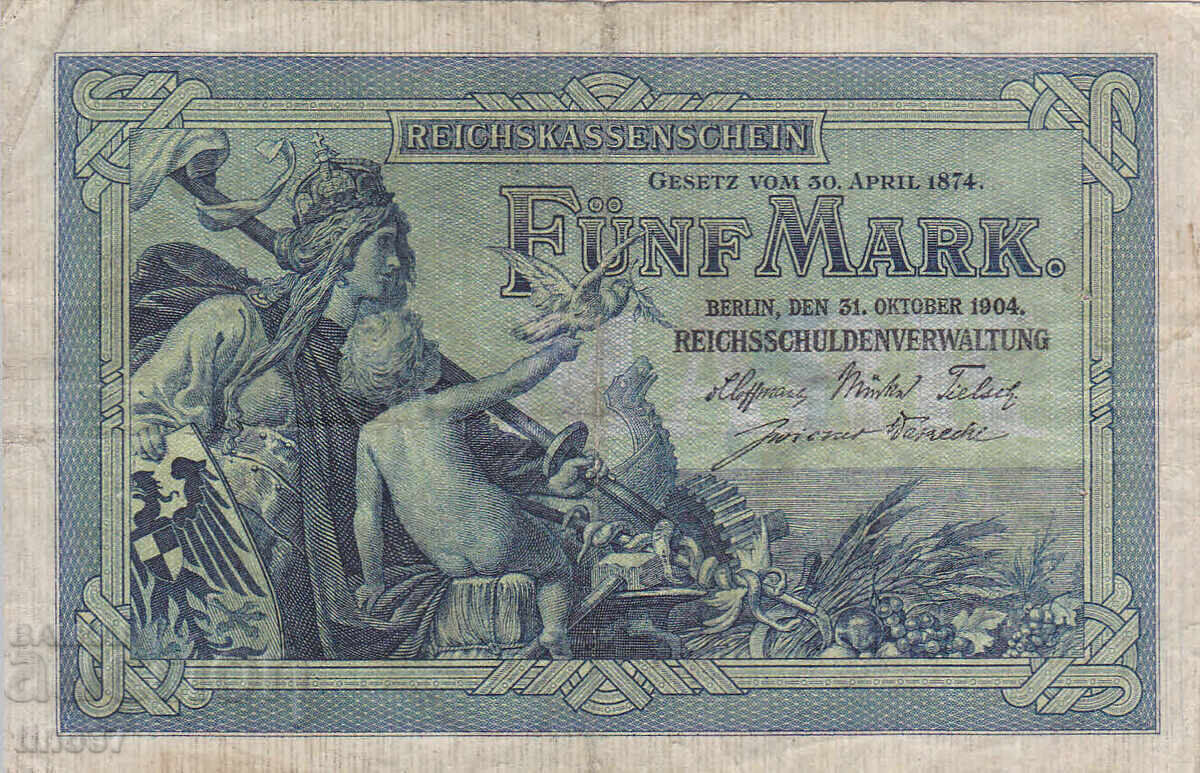 REICHSKASSENSCHEIN
GESETZ VOM 30. APRIL 1874.
FÜNF MARK.
BERLIN, DEN 31. OKTOBER 1904.
REICHSSCHULDENVERWALTUNG